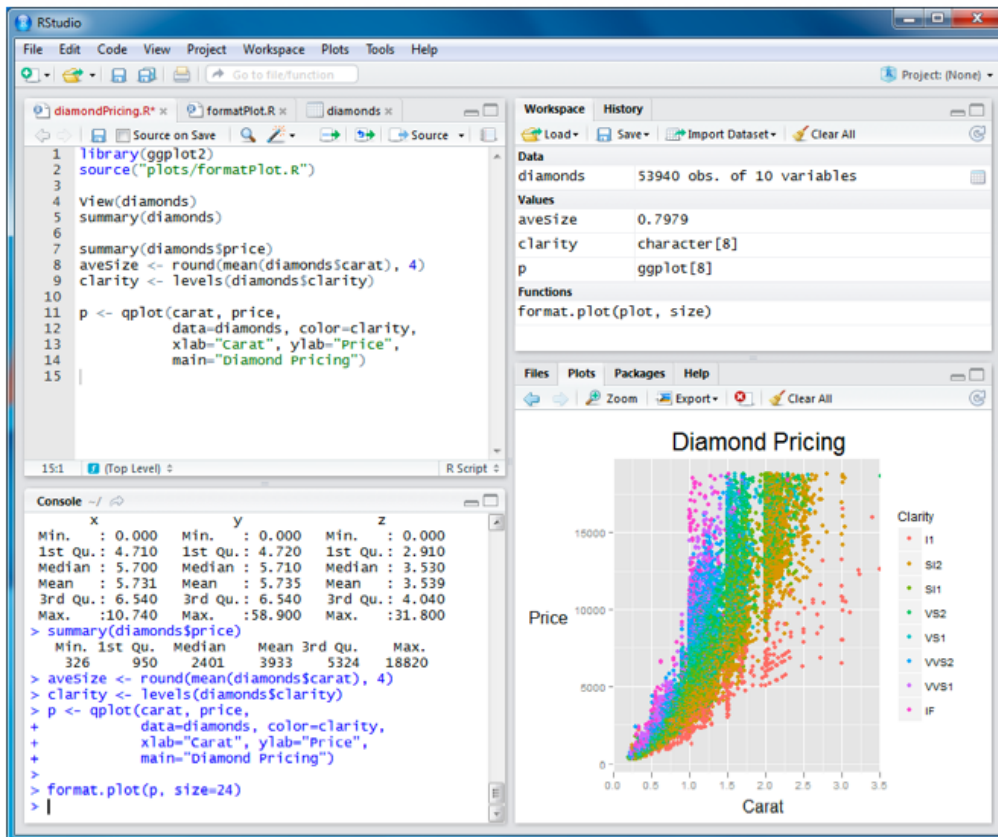 RStudio
File Edit Code View Project Workspace Plots Tools Help
Go to file/function
Project: (None)
diamondPricing.R* formatPlot.R diamonds
Source on Save Source
1 library(ggplot2)
2 source("plots/formatPlot.R")
3
4 View(diamonds)
5 summary(diamonds)
6
7 summary(diamonds$price)
8 aveSize <- round(mean(diamonds$carat), 4)
9 clarity <- levels(diamonds$clarity)
10
11 p <- qplot(carat, price,
12 data=diamonds, color=clarity,
13 xlab="Carat", ylab="Price",
14 main="Diamond Pricing")
15
15:1 (Top Level) R Script
Console ~/
x y z
Min. : 0.000 Min. : 0.000 Min. : 0.000
1st Qu.: 4.710 1st Qu.: 4.720 1st Qu.: 2.910
Median : 5.700 Median : 5.710 Median : 3.530
Mean : 5.731 Mean : 5.735 Mean : 3.539
3rd Qu.: 6.540 3rd Qu.: 6.540 3rd Qu.: 4.040
Max. :10.740 Max. :58.900 Max. :31.800
> summary(diamonds$price)
Min. 1st Qu. Median Mean 3rd Qu. Max.
326 950 2401 3933 5324 18820
> aveSize <- round(mean(diamonds$carat), 4)
> clarity <- levels(diamonds$clarity)
> p <- qplot(carat, price,
+ data=diamonds, color=clarity,
+ xlab="Carat", ylab="Price",
+ main="Diamond Pricing")
>
> format.plot(p, size=24)
>
Workspace History
Load Save Import Dataset Clear All
Data
diamonds 53940 obs. of 10 variables
Values
aveSize 0.7979
clarity character[8]
p ggplot[8]
Functions
format.plot(plot, size)
Files Plots Packages Help
Zoom Export Clear All
Diamond Pricing
Price
15000
10000
5000
0
0.0 0.5 1.0 1.5 2.0 2.5 3.0 3.5
Carat
Clarity
I1
SI2
SI1
VS2
VS1
VVS2
VVS1
IF